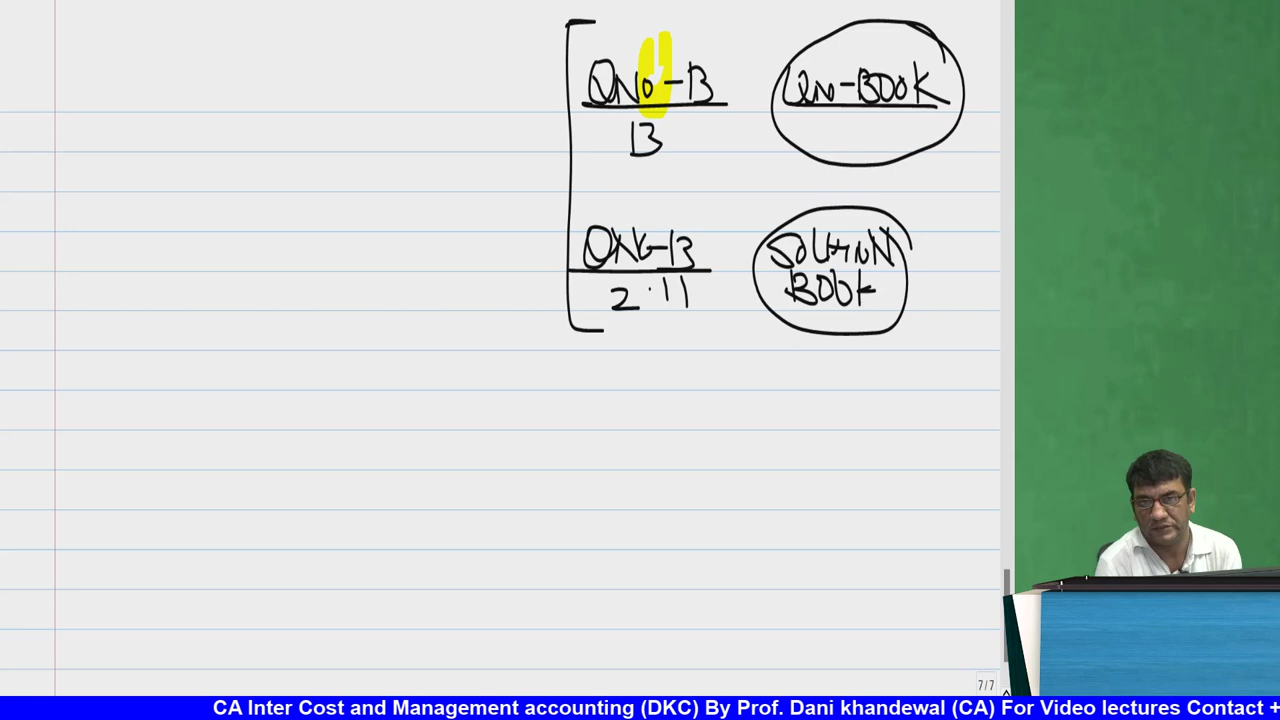 QNo-13 QN-BOOK
13
QNO-13 SOLUTION
2.11 BOOK
7/7
CA Inter Cost and Management accounting (DKC) By Prof. Dani khandewal (CA) For Video lectures Contact +